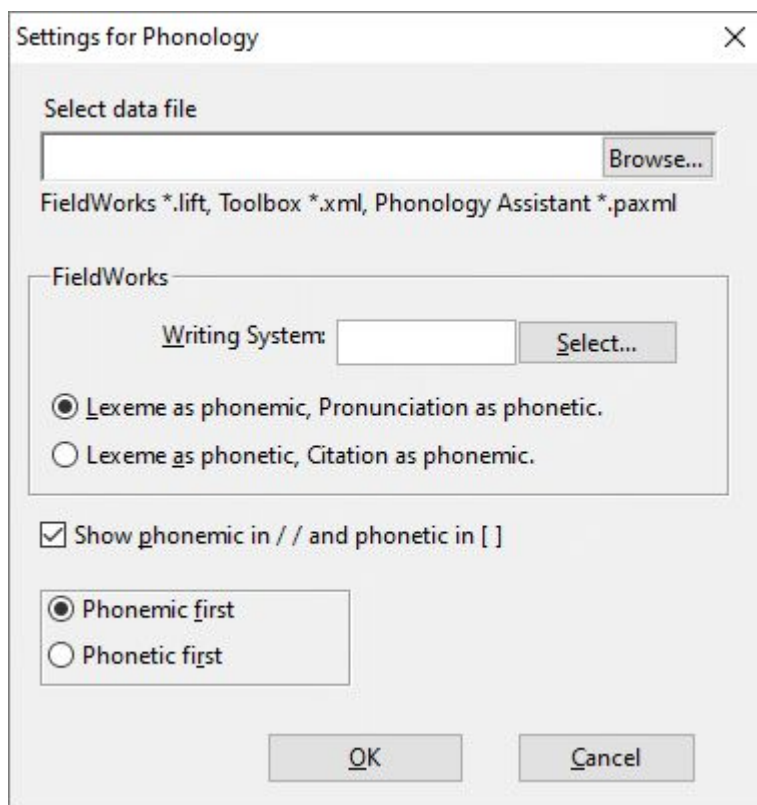 Settings for Phonology
Select data file
Browse...
FieldWorks *.lift, Toolbox *.xml, Phonology Assistant *.paxml
FieldWorks
Writing System: Select...
Lexeme as phonemic, Pronunciation as phonetic.
Lexeme as phonetic, Citation as phonemic.
Show phonemic in / / and phonetic in [ ]
Phonemic first
Phonetic first
OK Cancel